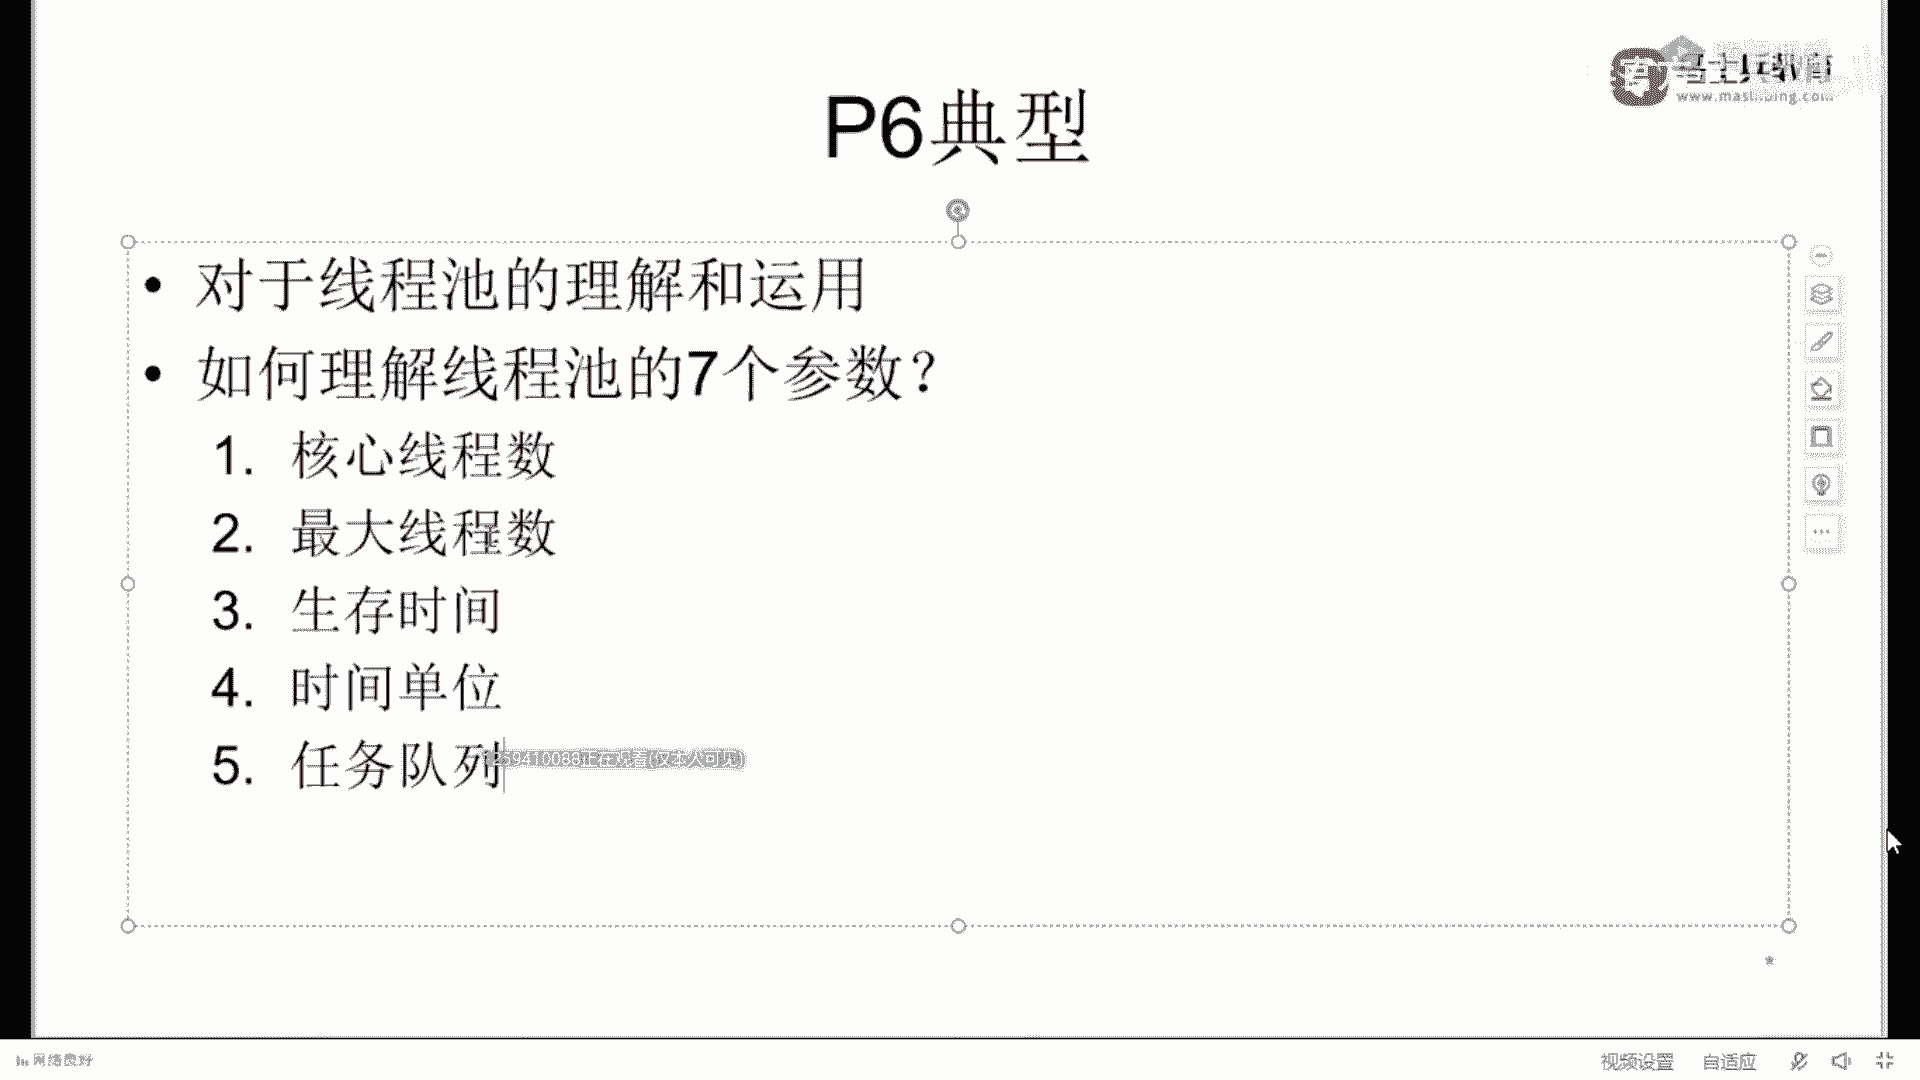 马士兵教育
www.mashibing.com
P6典型
• 对于线程池的理解和运用
• 如何理解线程池的7个参数？
1. 核心线程数
2. 最大线程数
3. 生存时间
4. 时间单位
5. 任务队列
259410088正在观看(仅本人可见)
网络良好
视频设置 自适应